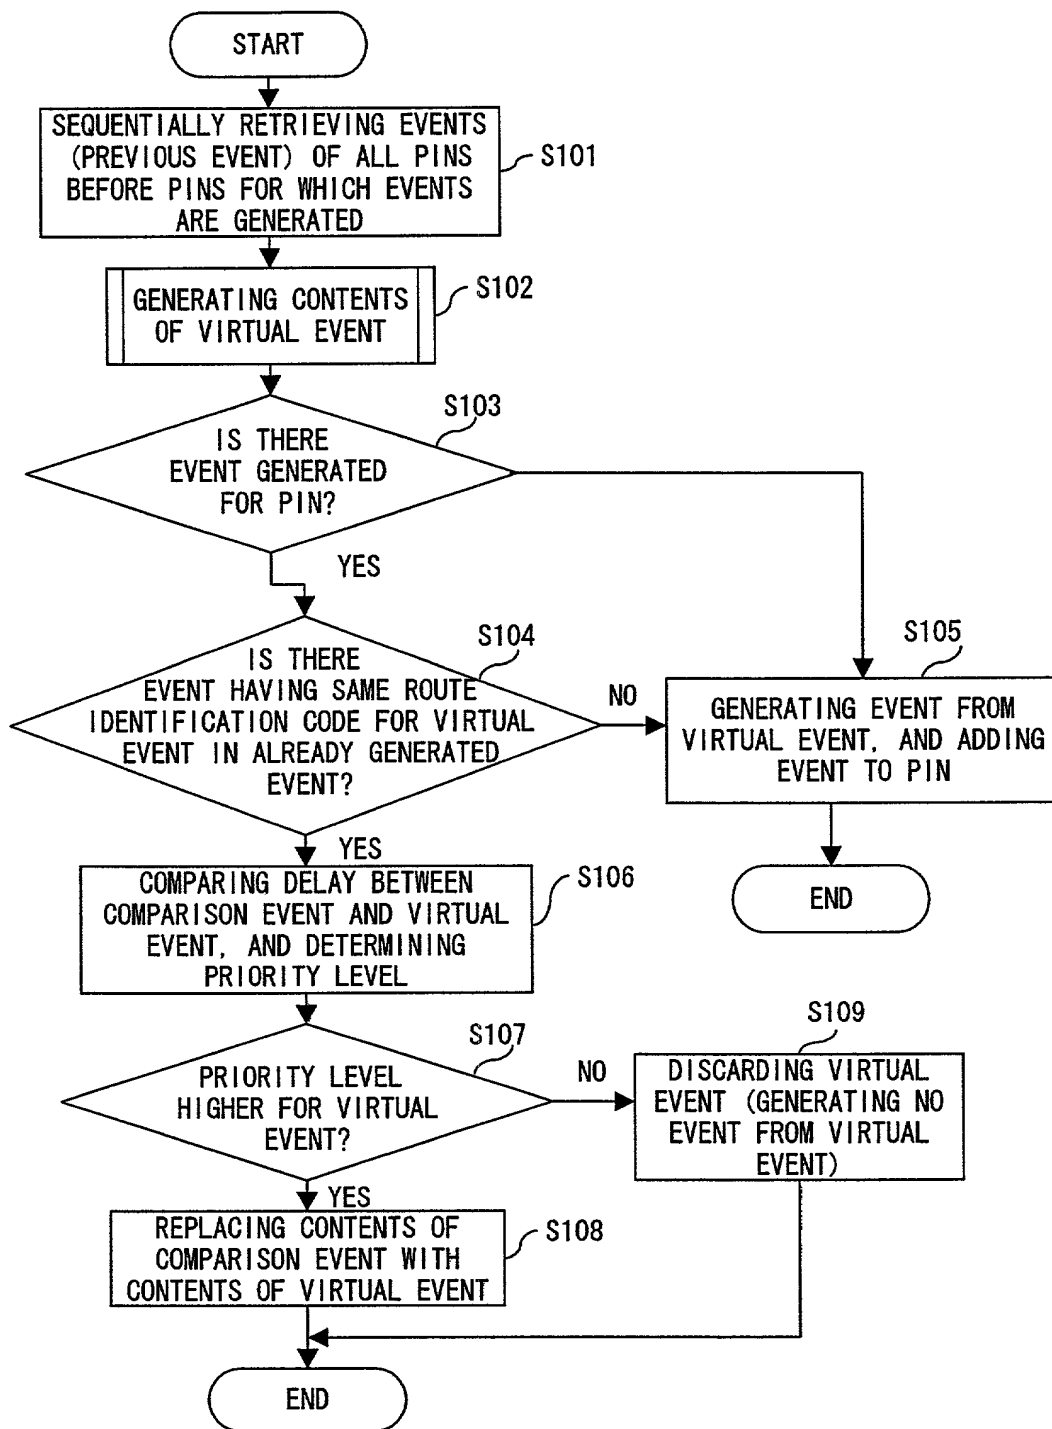 START
SEQUENTIALLY RETRIEVING EVENTS
(PREVIOUS EVENT) OF ALL PINS
BEFORE PINS FOR WHICH EVENTS
ARE GENERATED
S101
GENERATING CONTENTS
OF VIRTUAL EVENT
S102
IS THERE
EVENT GENERATED
FOR PIN?
S103
YES
IS THERE
EVENT HAVING SAME ROUTE
IDENTIFICATION CODE FOR VIRTUAL
EVENT IN ALREADY GENERATED
EVENT?
S104
NO
YES
GENERATING EVENT FROM
VIRTUAL EVENT, AND ADDING
EVENT TO PIN
S105
END
COMPARING DELAY BETWEEN
COMPARISON EVENT AND VIRTUAL
EVENT, AND DETERMINING
PRIORITY LEVEL
S106
PRIORITY LEVEL
HIGHER FOR VIRTUAL
EVENT?
S107
NO
YES
DISCARDING VIRTUAL
EVENT (GENERATING NO
EVENT FROM VIRTUAL
EVENT)
S109
REPLACING CONTENTS OF
COMPARISON EVENT WITH
CONTENTS OF VIRTUAL EVENT
S108
END